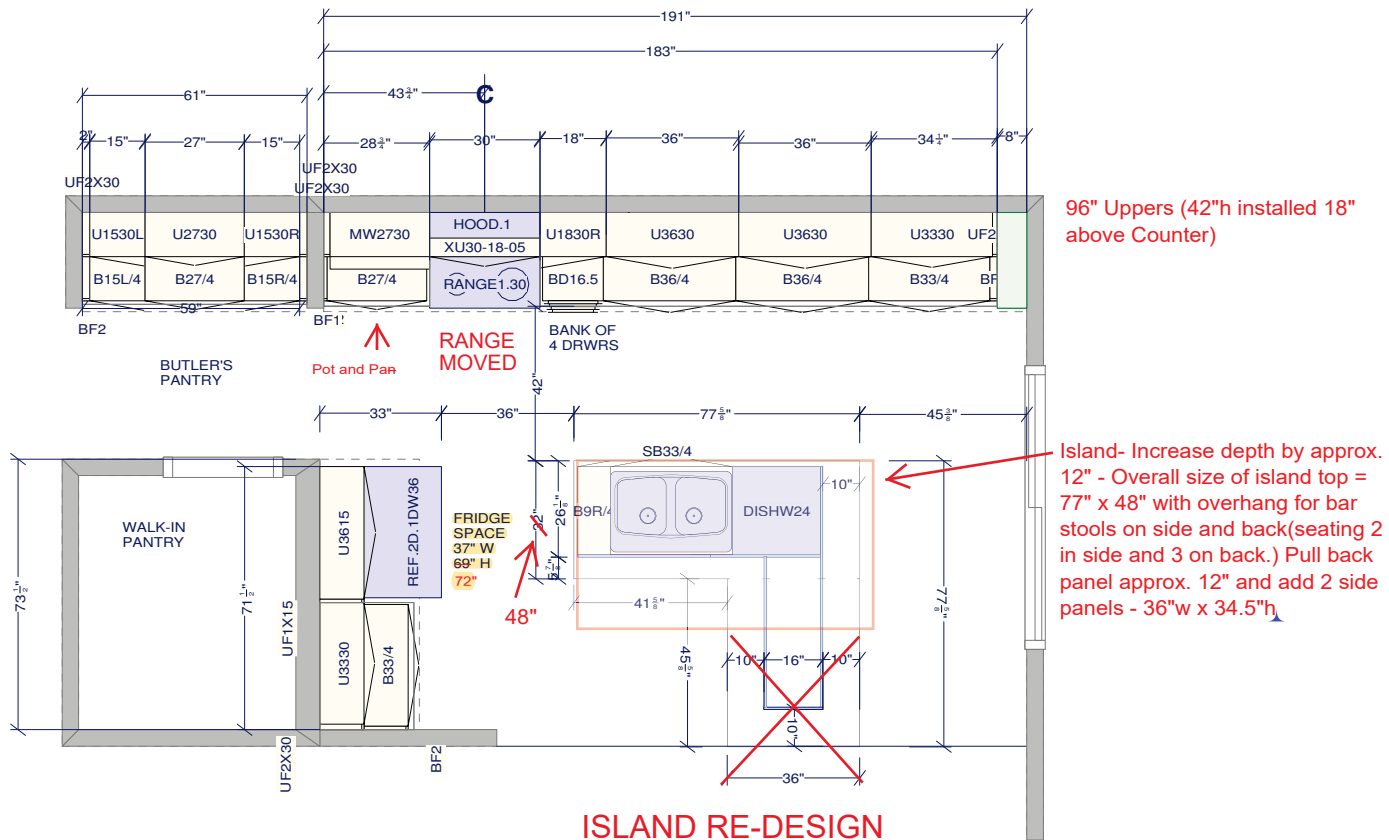 191"
183"
61"
43 3/4"
C
2"
15"
27"
15"
28 3/4"
30"
18"
36"
36"
34 1/4"
8"
UF2X30
UF2X30
UF2X30
U1530L
U2730
U1530R
MW2730
HOOD.1
XU30-18-05
U1830R
U3630
U3630
U3330
UF2
B15L/4
B27/4
B15R/4
B27/4
RANGE1.30
BD16.5
B36/4
B36/4
B33/4
BF
59"
BF2
BF1!
96" Uppers (42"h installed 18"
above Counter)
BUTLER'S
PANTRY
Pot and Pan
RANGE
MOVED
BANK OF
4 DRWRS
42"
33"
36"
77 5/8"
45 3/8"
SB33/4
B9R/4
DISHW24
10"
WALK-IN
PANTRY
73 1/2"
71 1/2"
UF1X15
U3615
REF.2D. 1DW36
FRIDGE
SPACE
37" W
69" H
72"
32"
26 1/8"
5 7/8"
48"
41 5/8"
U3330
B33/4
45 5/8"
10"
16"
10"
10"
36"
77 5/8"
UF2X30
BF2
Island- Increase depth by approx.
12" - Overall size of island top =
77" x 48" with overhang for bar
stools on side and back(seating 2
in side and 3 on back.) Pull back
panel approx. 12" and add 2 side
panels - 36"w x 34.5"h
ISLAND RE-DESIGN